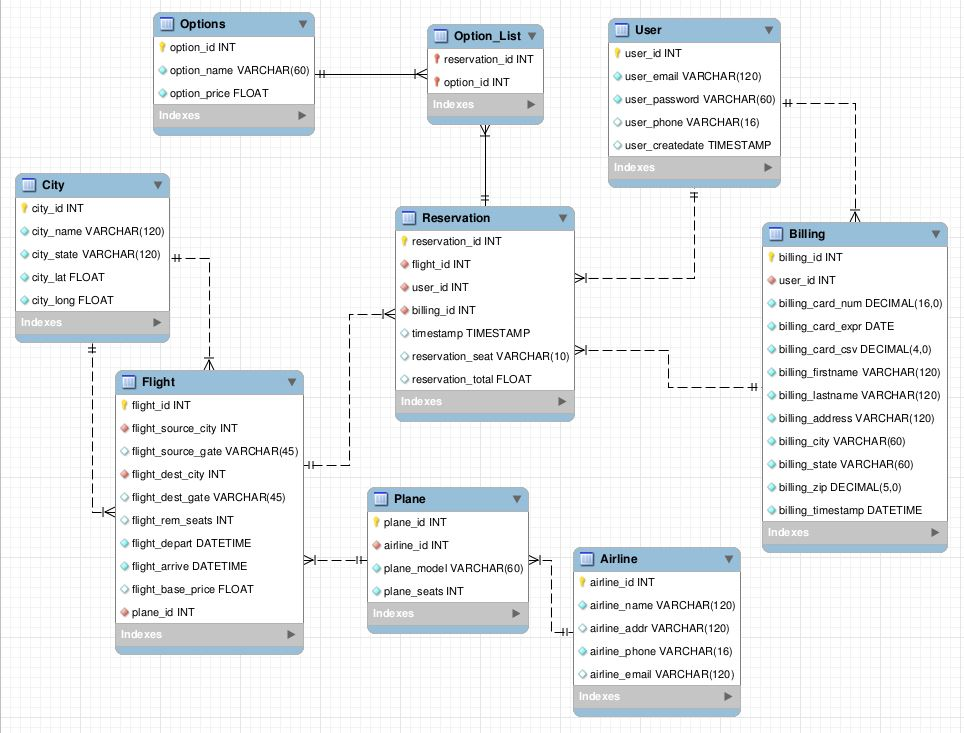 Options
option_id INT
option_name VARCHAR(60)
option_price FLOAT
Indexes
Option_List
reservation_id INT
option_id INT
Indexes
User
user_id INT
user_email VARCHAR(120)
user_password VARCHAR(60)
user_phone VARCHAR(16)
user_createdate TIMESTAMP
Indexes
City
city_id INT
city_name VARCHAR(120)
city_state VARCHAR(120)
city_lat FLOAT
city_long FLOAT
Indexes
Reservation
reservation_id INT
flight_id INT
user_id INT
billing_id INT
timestamp TIMESTAMP
reservation_seat VARCHAR(10)
reservation_total FLOAT
Indexes
Billing
billing_id INT
user_id INT
billing_card_num DECIMAL(16,0)
billing_card_expr DATE
billing_card_csv DECIMAL(4,0)
billing_firstname VARCHAR(120)
billing_lastname VARCHAR(120)
billing_address VARCHAR(120)
billing_city VARCHAR(60)
billing_state VARCHAR(60)
billing_zip DECIMAL(5,0)
billing_timestamp DATETIME
Indexes
Flight
flight_id INT
flight_source_city INT
flight_source_gate VARCHAR(45)
flight_dest_city INT
flight_dest_gate VARCHAR(45)
flight_rem_seats INT
flight_depart DATETIME
flight_arrive DATETIME
flight_base_price FLOAT
plane_id INT
Indexes
Plane
plane_id INT
airline_id INT
plane_model VARCHAR(60)
plane_seats INT
Indexes
Airline
airline_id INT
airline_name VARCHAR(120)
airline_addr VARCHAR(120)
airline_phone VARCHAR(16)
airline_email VARCHAR(120)
Indexes